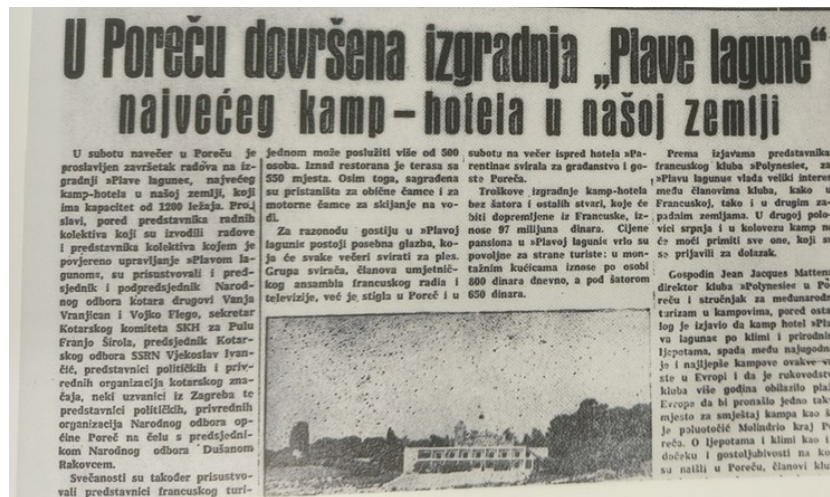 U Poreču dovršena izgradnja „Plave lagune“
najvećeg kamp – hotela u našoj zemlji
U subotu navečer u Poreču je
proslavljen završetak radova na iz-
gradnji »Plave lagune«, najvećeg
kamp-hotela u našoj zemlji, koji
ima kapacitet od 1200 ležaja. Pro-
slavi, pored predstavnika radnih
kolektiva koji su izvodili radove
i predstavnika kolektiva kojem je
povjereno upravljanje »Plavom la-
gunom«, su prisustvovali i pred-
sjednik i podpredsjednik Narod-
nog odbora kotara drugovi Vanja
Vranjican i Vojko Flego, sekretar
Kotarskog komiteta SKH za Pulu
Franjo Širola, predsjednik Kotar-
skog odbora SSRN Vjekoslav Ivan-
čić, predstavnici političkih i priv-
rednih organizacija kotarskog zna-
čaja, neki uzvanici iz Zagreba te
predstavnici političkih, privrednih
organizacija Narodnog odbora op-
ćine Poreč na čelu s predsjedni-
kom Narodnog odbora Dušanom
Rakovcem.
Svečanosti su također prisustvo-
vali predstavnici francuskog turi-
jednom može poslužiti više od 500
osoba. Iznad restorana je terasa sa
550 mjesta. Osim toga, sagrađena
su pristaništa za obične čamce i za
motorne čamce za skijanje na vo-
di.
Za razonodu gostiju u »Plavoj
laguni« postoji posebna glazba, ko-
ja će svake večeri svirati za ples.
Grupa svirača, članova umjetnič-
kog ansambla francuskog radia i
televizije, već je stigla u Poreč i u
subotu na večer ispred hotela »Pa-
rentina« svirala za građanstvo i go-
ste Poreča.
Troškove izgradnje kamp-hotela
bez šatora i ostalih stvari, koje će
biti dopremljene iz Francuske, iz-
nose 97 milijuna dinara. Cijene
pansiona u »Plavoj laguni« vrlo su
povoljne za strane turiste: u mon-
tažnim kućicama iznose po osobi
800 dinara dnevno, a pod šatorom
650 dinara.
Prema izjavama predstavnika
francuskog kluba »Polynesie«, za
»Plavu lagunu« vlada veliki interes
među članovima kluba, kako u
Francuskoj, tako i u drugim za-
padnim zemljama. U drugoj polo-
vici srpnja i u kolovozu kamp ne
će moći primiti sve one, koji su
se prijavili za dolazak.
Gospodin Jean Jacques Matten
direktor kluba »Polynesie« u Po-
reču i stručnjak za međunarodn
turizam u kampovima, pored osta
log je izjavio da kamp hotel »Pla
va laguna« po klimi i prirodnim
ljepotama, spada među najugodni
je i najljepše kampove ovakve
ste u Evropi i da je rukovodst
kluba više godina obilazilo plaž
Evrope da bi pronašlo jedno takv
mjesto za smještaj kampa kao š
je poluotočić Molindrio kraj P
reča. O ljepotama i klimi kao i
dočeku i gostoljubivosti na ko
su naišli u Poreču, članovi klu